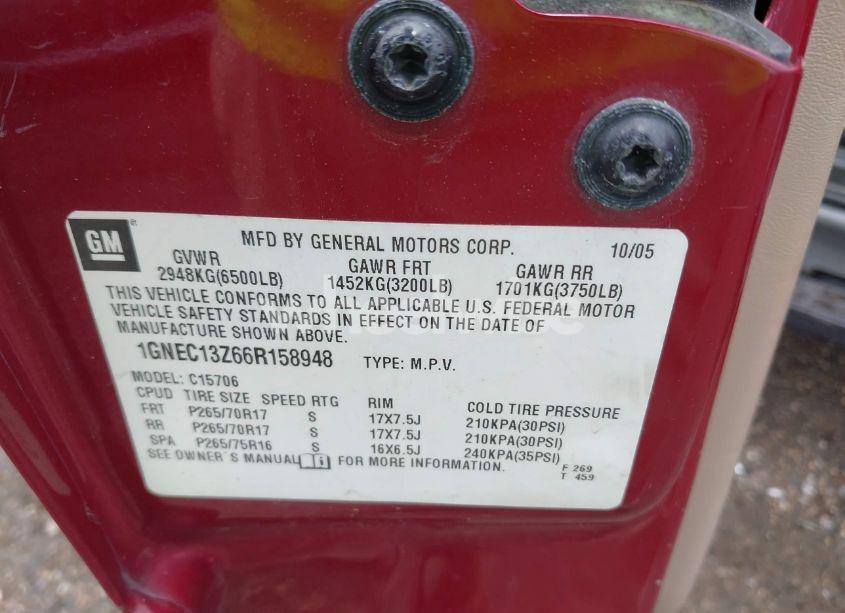 GM ®
MFD BY GENERAL MOTORS CORP. 10/05
GVWR GAWR FRT GAWR RR
2948KG(6500LB) 1452KG(3200LB) 1701KG(3750LB)
THIS VEHICLE CONFORMS TO ALL APPLICABLE U.S. FEDERAL MOTOR
VEHICLE SAFETY STANDARDS IN EFFECT ON THE DATE OF
MANUFACTURE SHOWN ABOVE.
1GNEC13Z66R158948 TYPE: M.P.V.
MODEL: C15706
CPUD TIRE SIZE SPEED RTG RIM COLD TIRE PRESSURE
FRT P265/70R17 S 17X7.5J 210KPA(30PSI)
RR P265/70R17 S 17X7.5J 210KPA(30PSI)
SPA P265/75R16 S 16X6.5J 240KPA(35PSI)
SEE OWNER'S MANUAL FOR MORE INFORMATION.
F 269
T 459